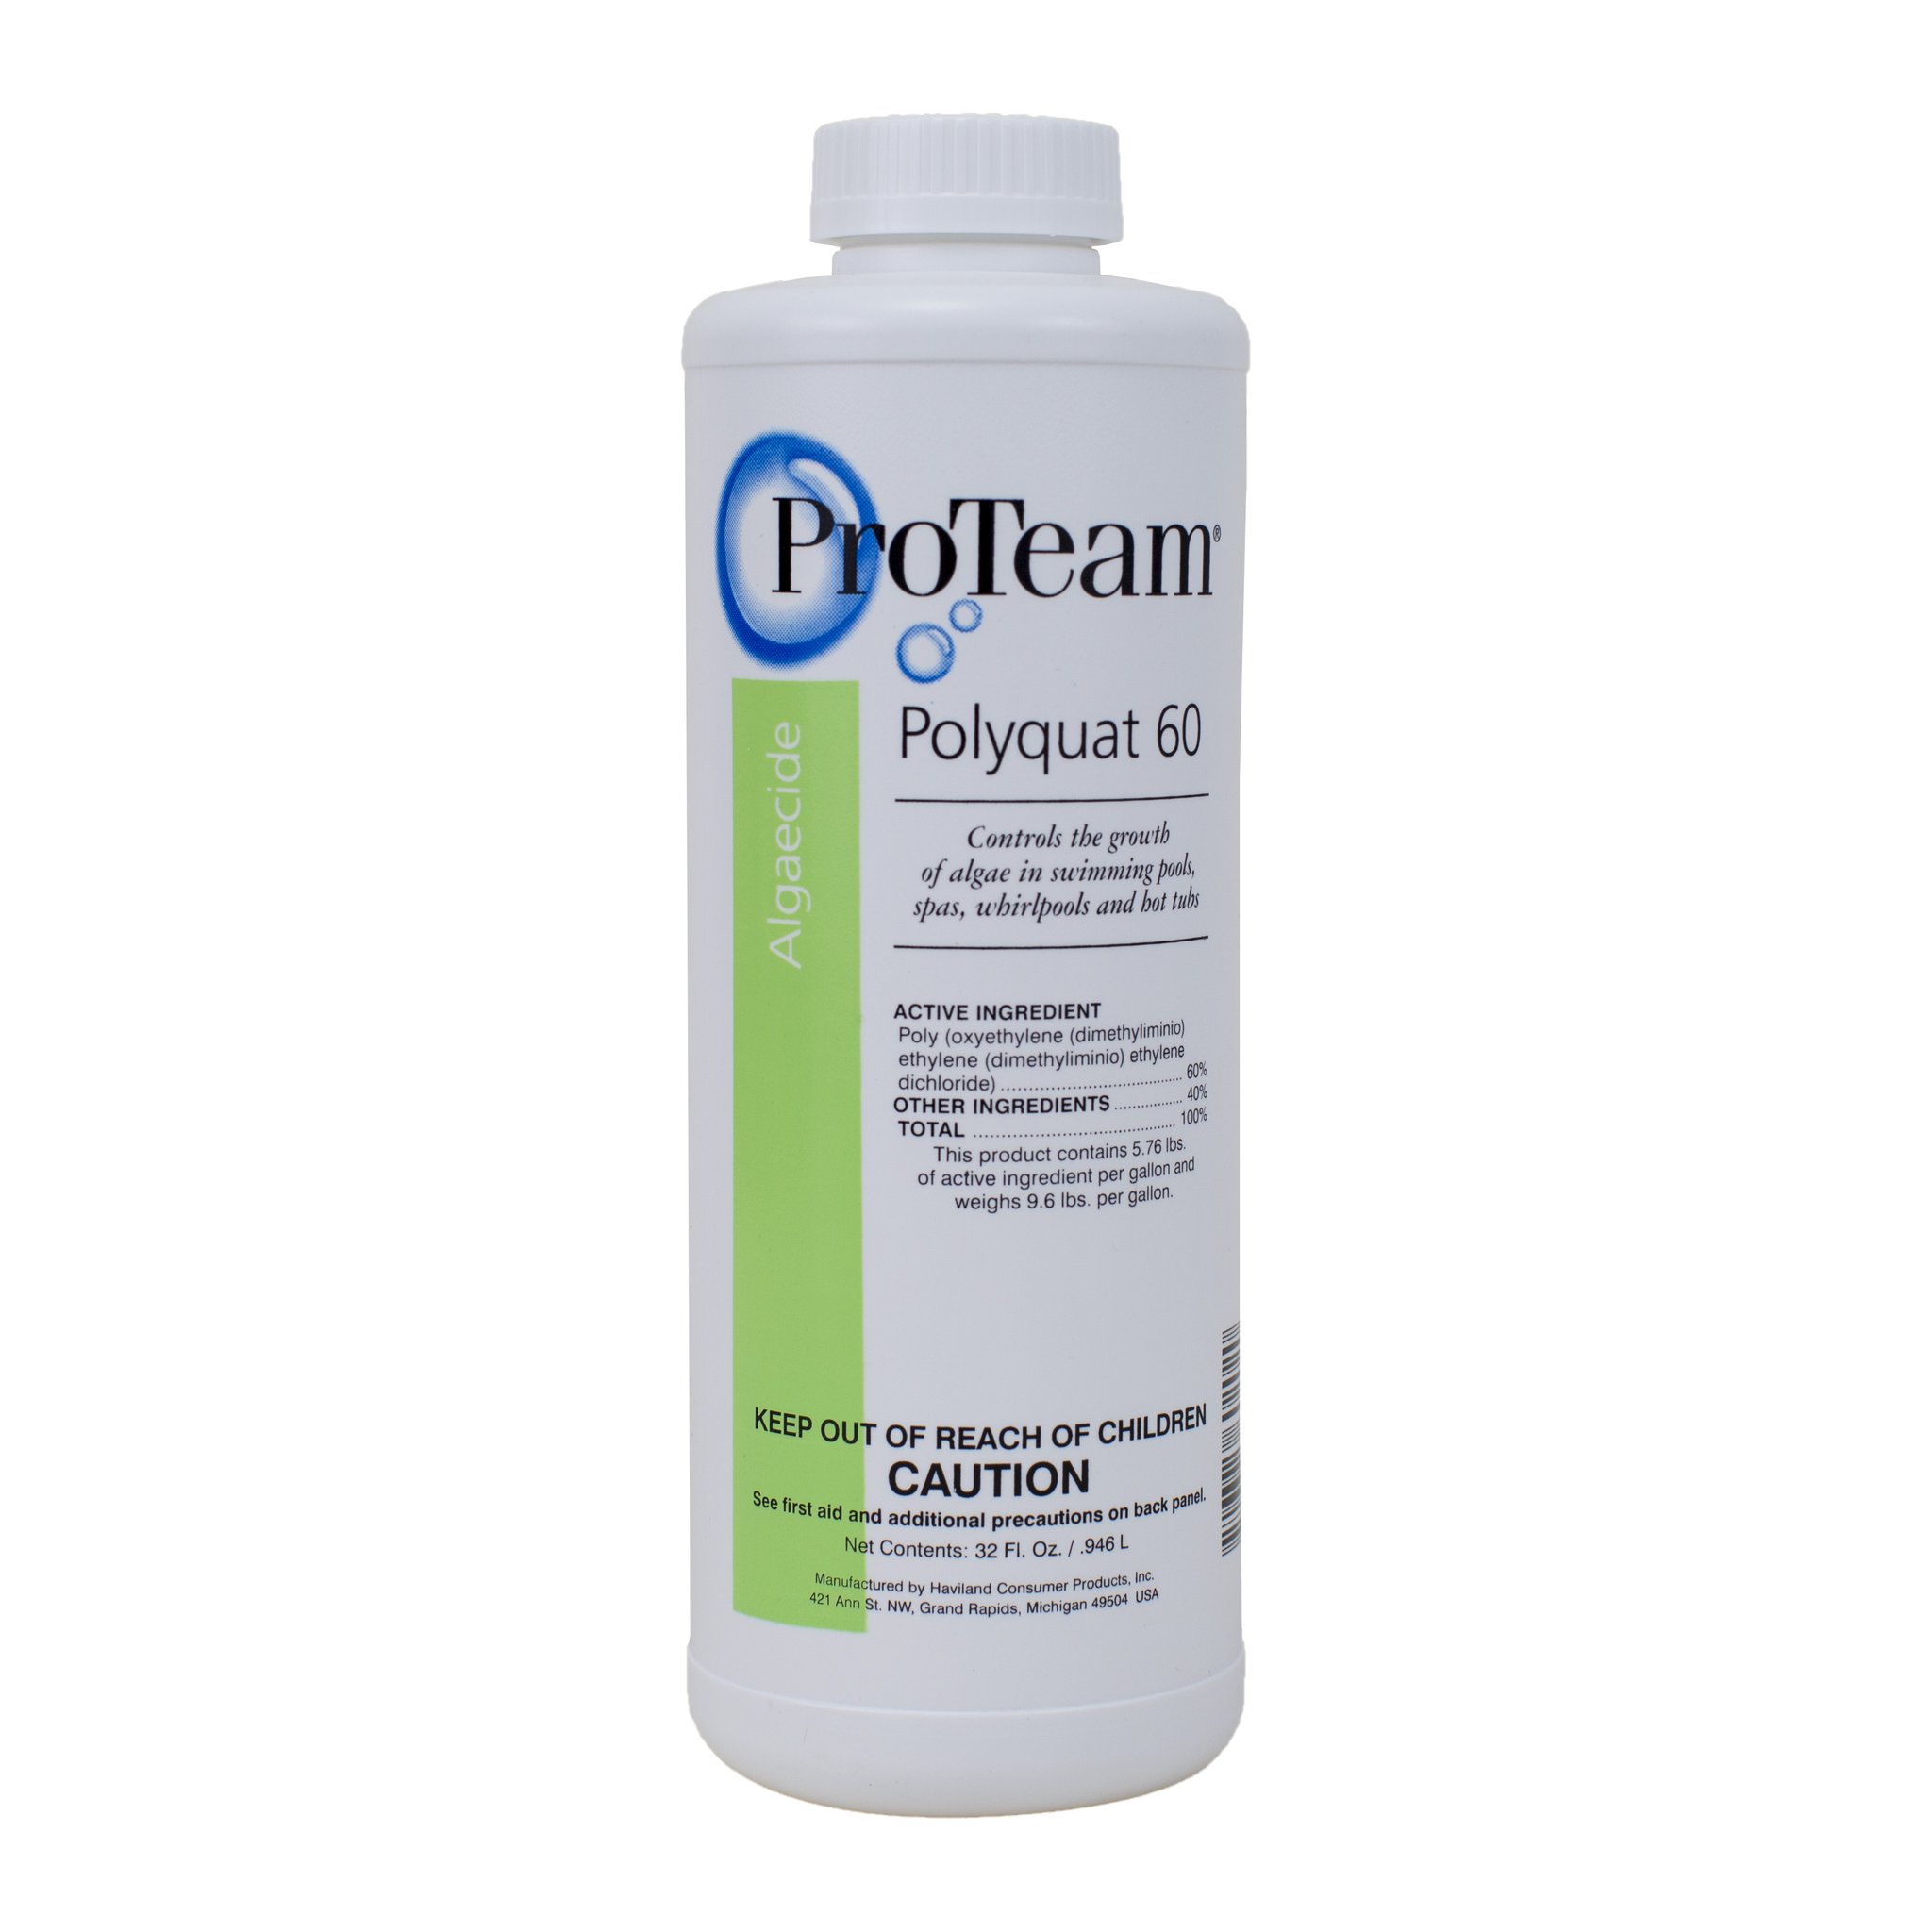 ProTeam®
Algaecide
Polyquat 60
Controls the growth
of algae in swimming pools,
spas, whirlpools and hot tubs
ACTIVE INGREDIENT
Poly (oxyethylene (dimethyliminio)
ethylene (dimethyliminio) ethylene
dichloride) .................................. 60%
OTHER INGREDIENTS ............. 40%
TOTAL ...................................... 100%
This product contains 5.76 lbs.
of active ingredient per gallon and
weighs 9.6 lbs. per gallon.
KEEP OUT OF REACH OF CHILDREN
CAUTION
See first aid and additional precautions on back panel.
Net Contents: 32 Fl. Oz. / .946 L
Manufactured by Haviland Consumer Products, Inc.
421 Ann St. NW, Grand Rapids, Michigan 49504 USA